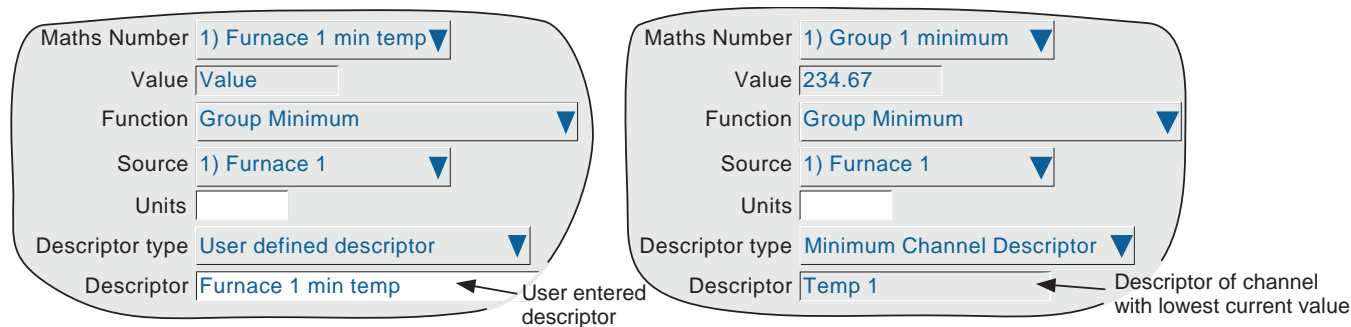 Maths Number 1) Furnace 1 min temp
Value Value
Function Group Minimum
Source 1) Furnace 1
Units
Descriptor type User defined descriptor
Descriptor Furnace 1 min temp
User entered
descriptor
Maths Number 1) Group 1 minimum
Value 234.67
Function Group Minimum
Source 1) Furnace 1
Units
Descriptor type Minimum Channel Descriptor
Descriptor Temp 1
Descriptor of channel
with lowest current value